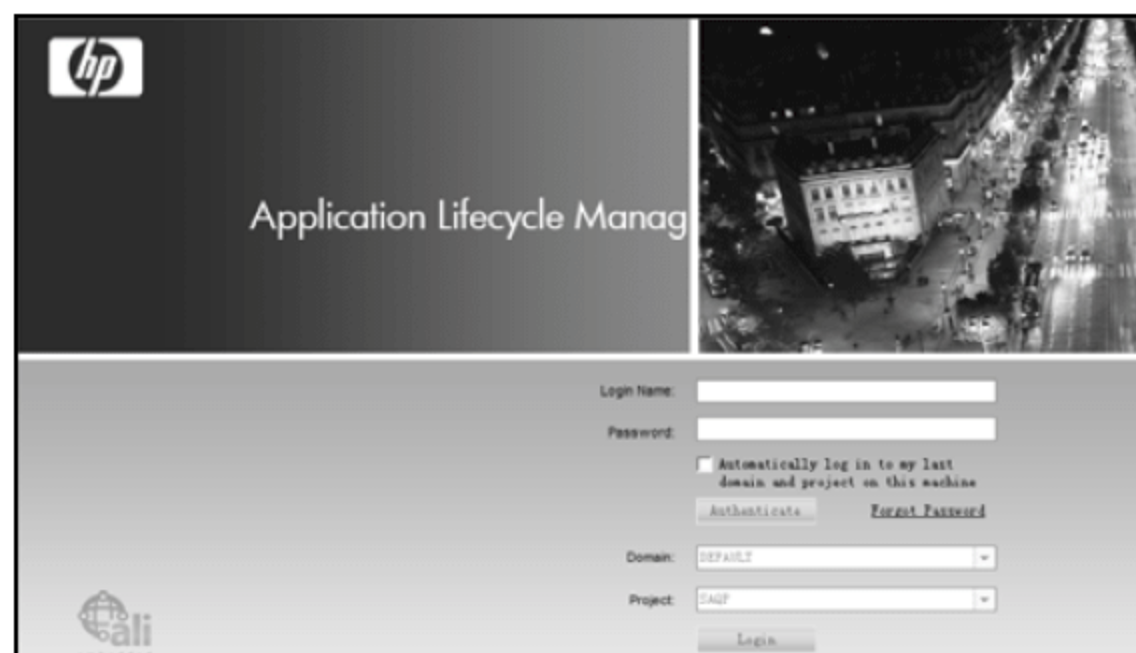 hp
Application Lifecycle Manag
Login Name:
Password:
Automatically log in to my last
domain and project on this machine
Authenticate
Forgot Password
Domain:
DEFAULT
Project:
SAQP
ali
Login